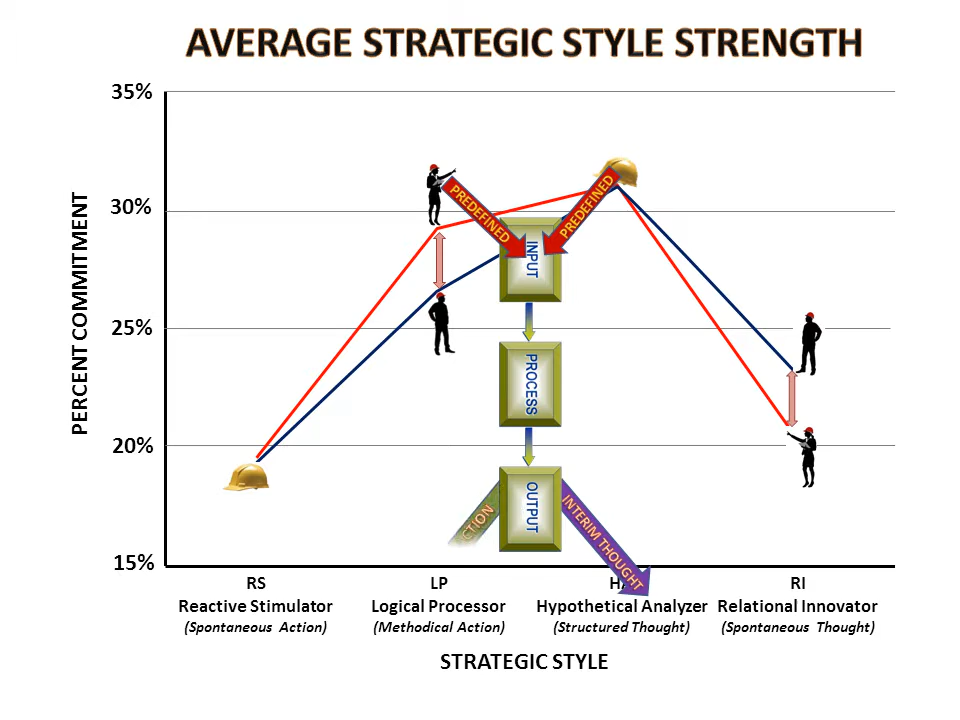 AVERAGE STRATEGIC STYLE STRENGTH
35%
30%
25%
20%
15%
PERCENT COMMITMENT
PREDEFINED
PREDEFINED
INPUT
PROCESS
OUTPUT
INTERIM THOUGHT
RS
LP
RI
Reactive Stimulator
Logical Processor
Hypothetical Analyzer
Relational Innovator
(Spontaneous Action)
(Methodical Action)
(Structured Thought)
(Spontaneous Thought)
STRATEGIC STYLE